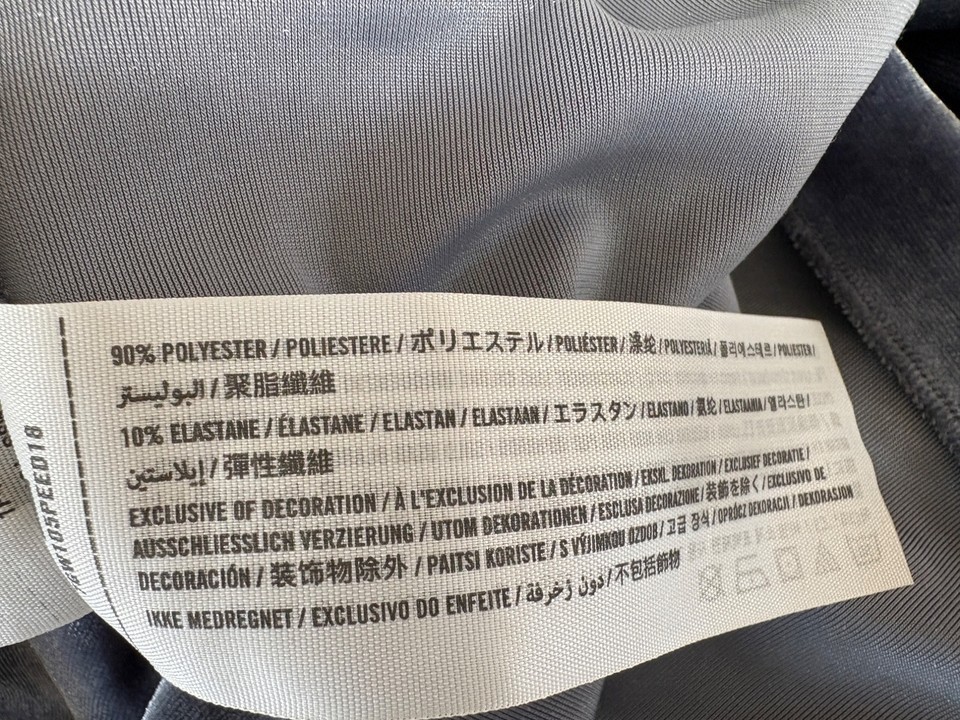 90% POLYESTER / POLIESTERE / ポリエステル / POLIÉSTER / 涤纶 / POLYESTERIÄ / 폴리에스테르 / POLIESTER /
البوليستر / 聚脂纖維
10% ELASTANE / ÉLASTANE / ELASTAN / ELASTAAN / エラスタン / ELASTANO / 氨纶 / ELASTAANIA / 엘라스탄 /
إيلاستين / 彈性纖維
EXCLUSIVE OF DECORATION / À L'EXCLUSION DE LA DÉCORATION / EKSKL DEKORATION / EXCLUSIEF DECORATIE /
AUSSCHLIESSLICH VERZIERUNG / UTOM DEKORATIONEN / ESCLUSA DECORAZIONE / 装飾を除く / EXCLUSIVO DE
DECORACIÓN / 装饰物除外 / PAITSI KORISTE / S VÝJIMKOU OZDOB / 고급 장식 / OPRÓCZ DEKORACJI / DEKORASJON
IKKE MEDREGNET / EXCLUSIVO DO ENFEITE / دون زخرفة / 不包括飾物
GW105PEED18